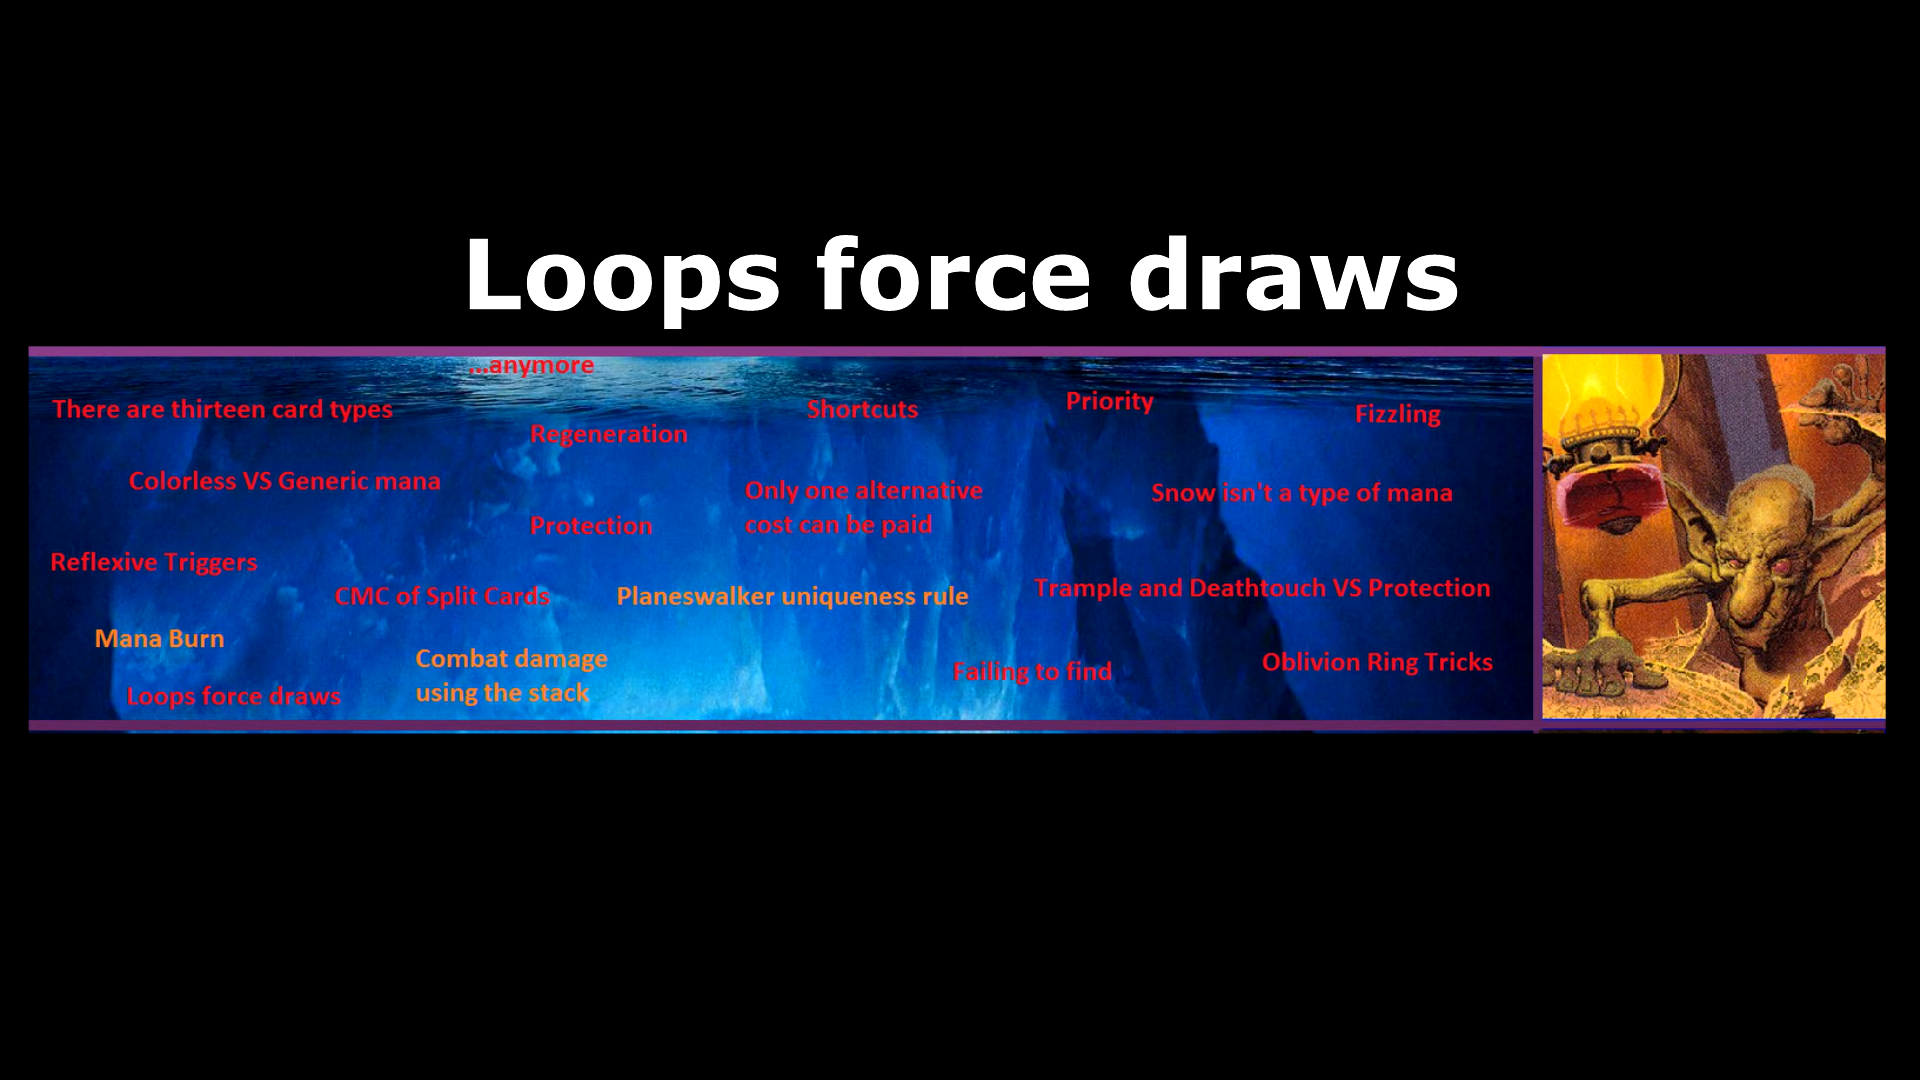 Loops force draws
...anymore
There are thirteen card types
Shortcuts
Priority
Fizzling
Regeneration
Colorless VS Generic mana
Only one alternative
cost can be paid
Snow isn't a type of mana
Protection
Reflexive Triggers
CMC of Split Cards
Planeswalker uniqueness rule
Trample and Deathtouch VS Protection
Mana Burn
Combat damage
using the stack
Failing to find
Oblivion Ring Tricks
Loops force draws